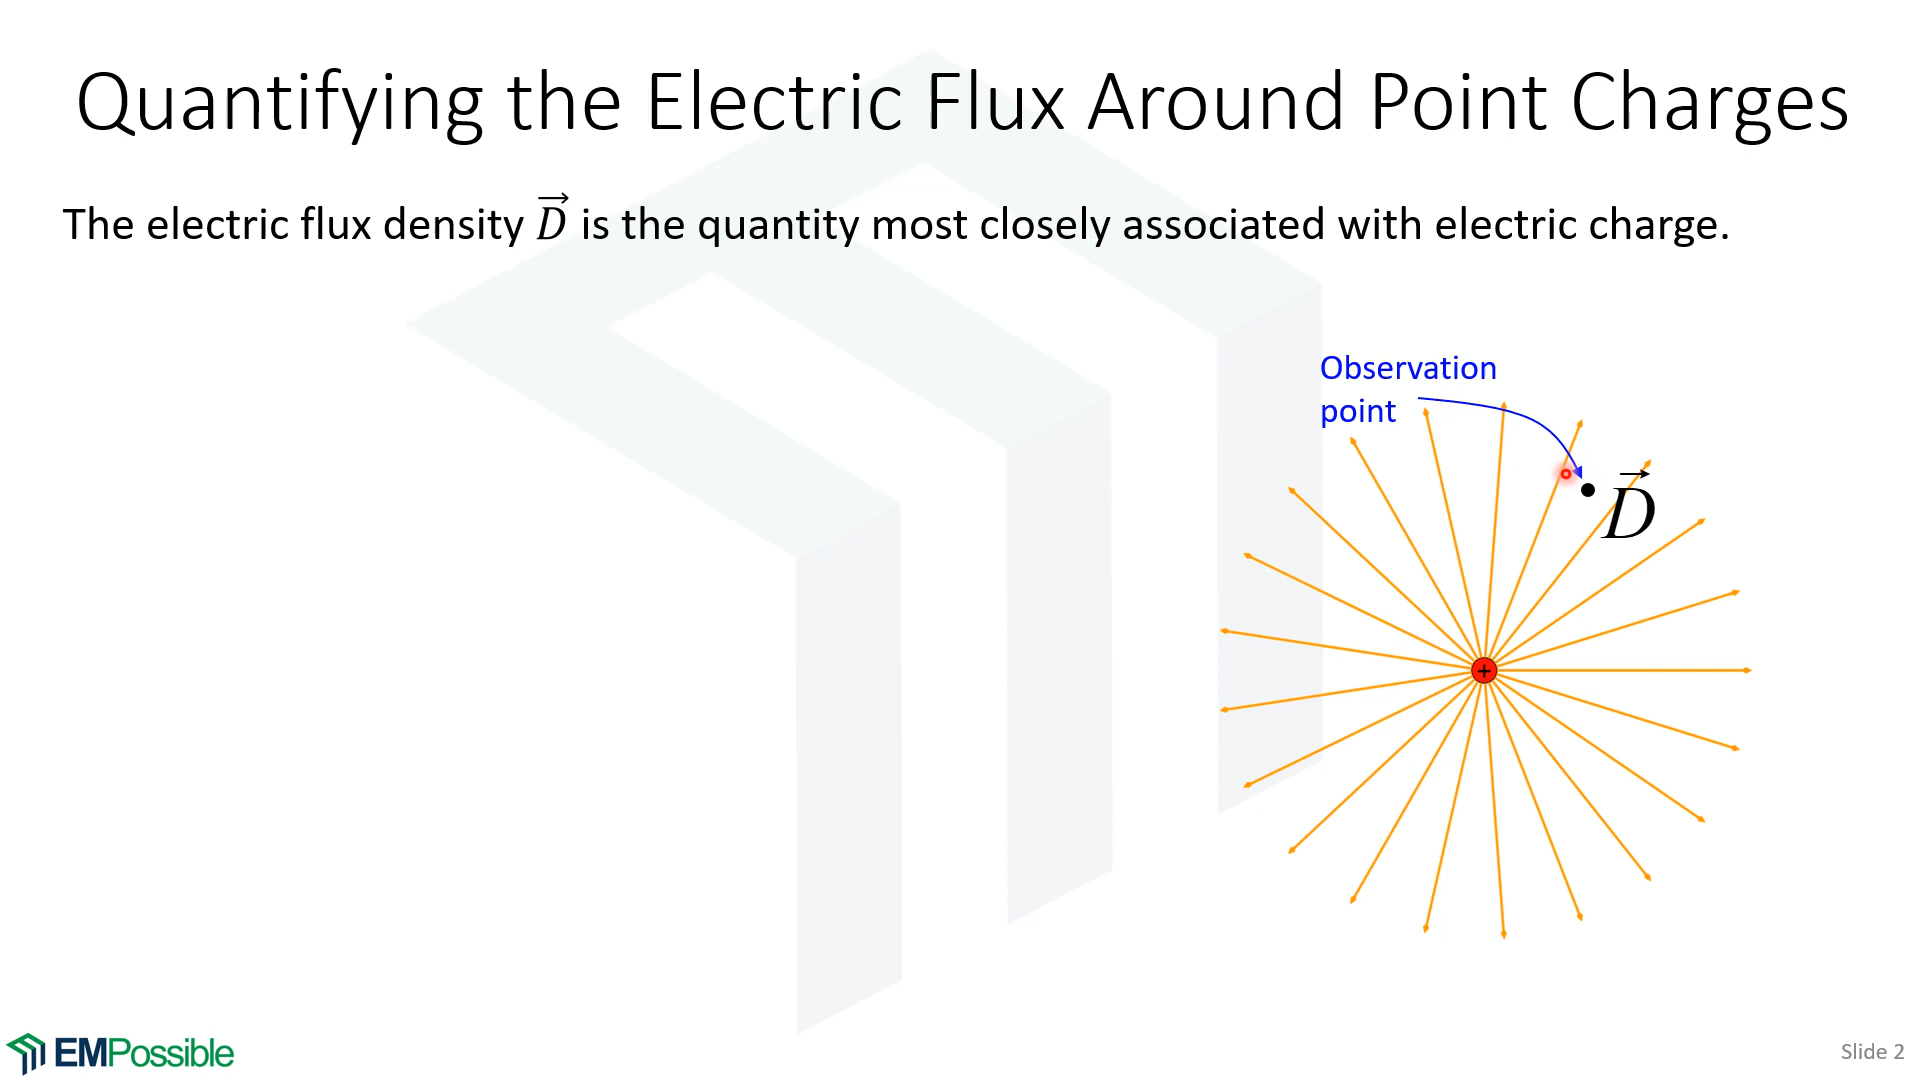 Quantifying the Electric Flux Around Point Charges
The electric flux density $\vec{D}$ is the quantity most closely associated with electric charge.
Observation
point
$\vec{D}$
+
EMPossible
Slide 2